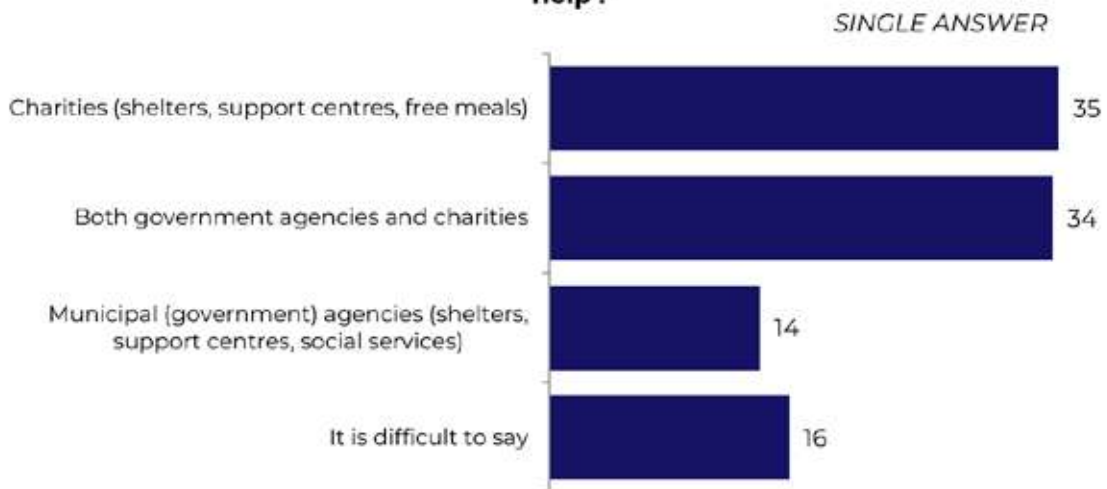 help?
SINGLE ANSWER
Charities (shelters, support centres, free meals)
35
Both government agencies and charities
34
Municipal (government) agencies (shelters,
support centres, social services)
14
It is difficult to say
16